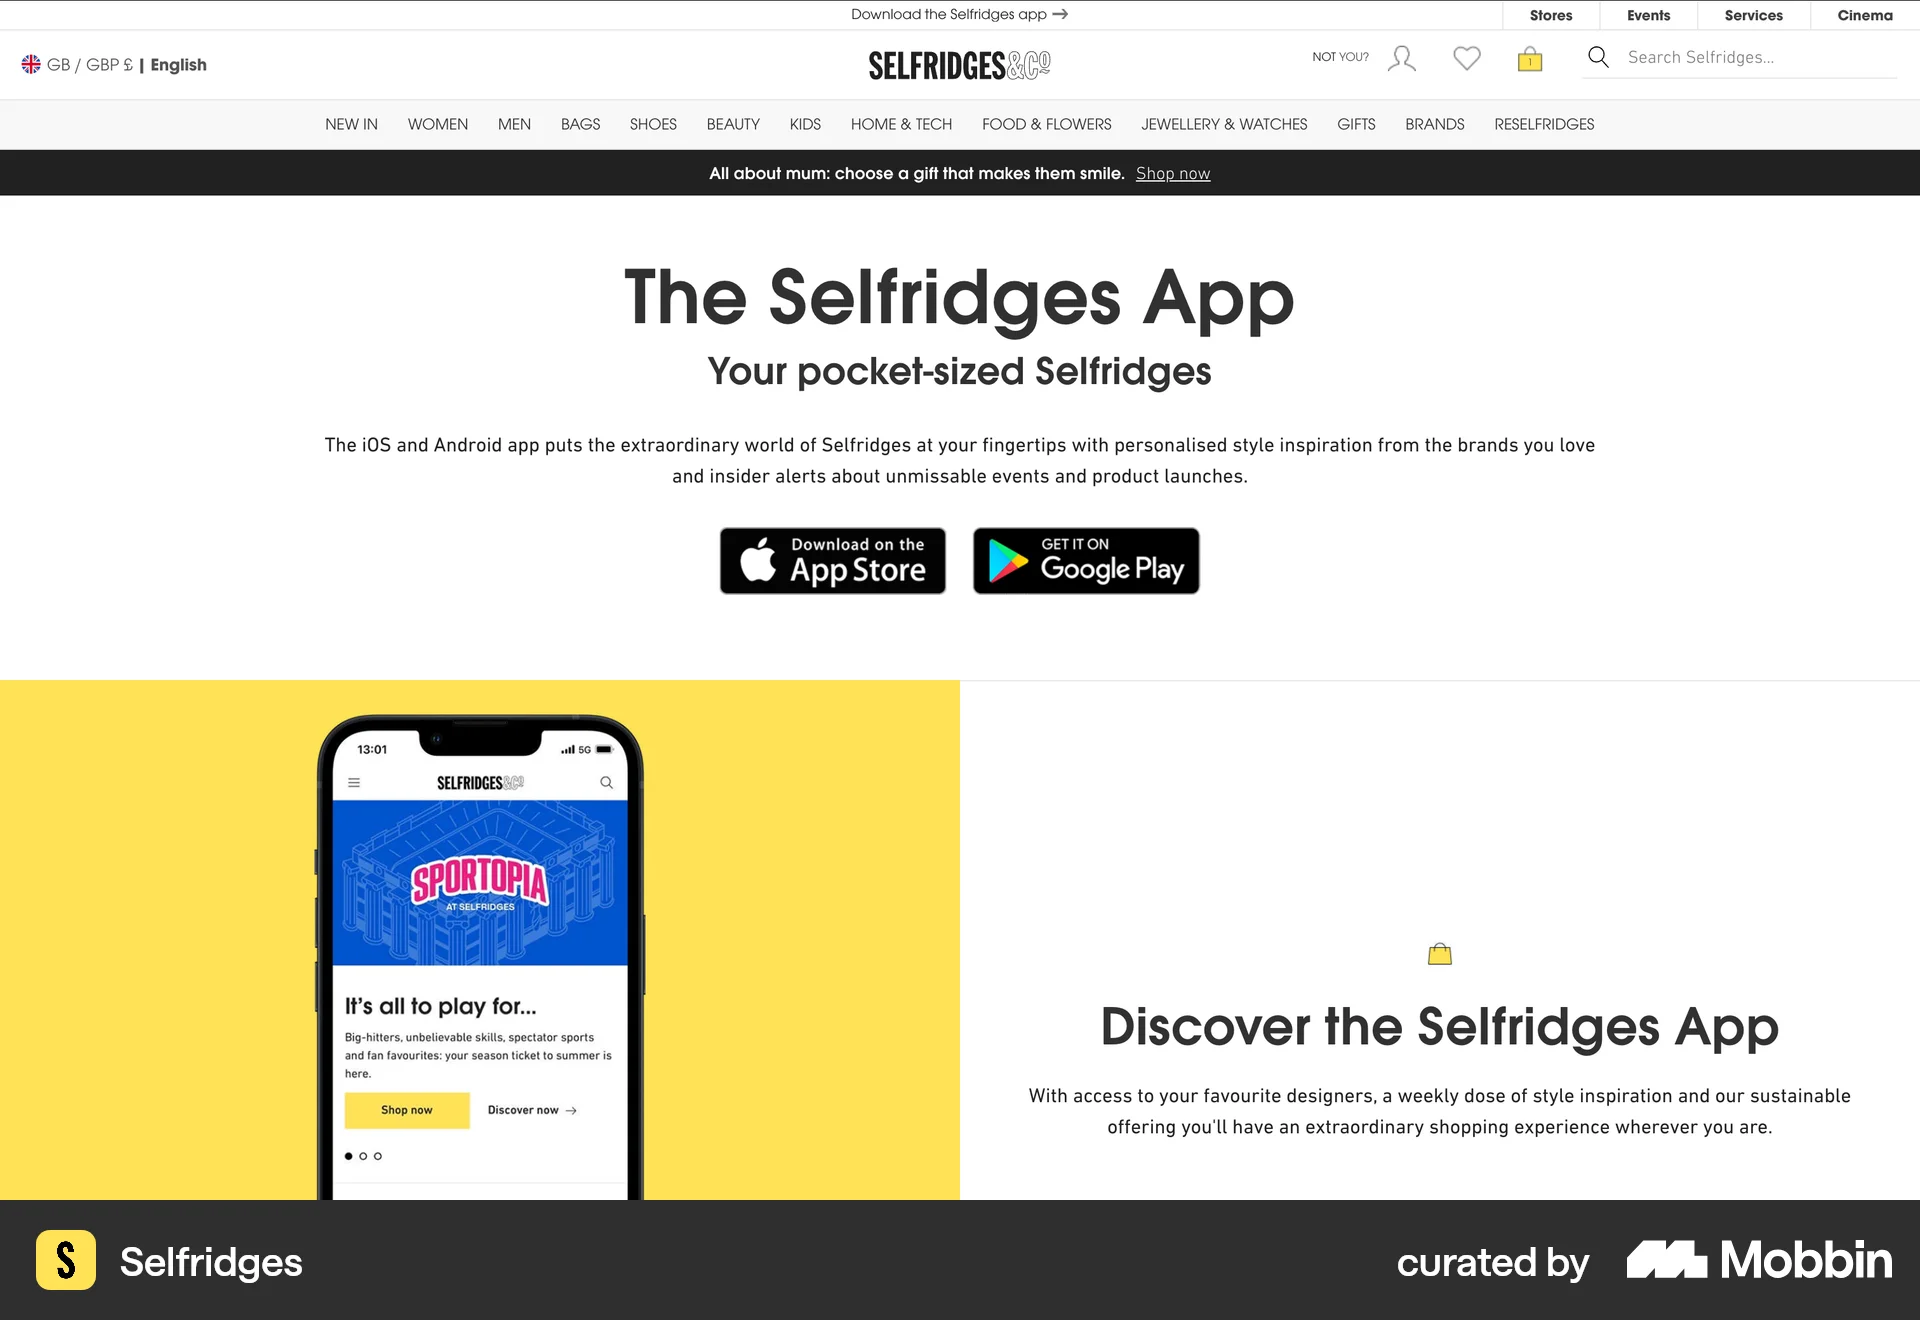 Download the Selfridges app →
Stores
Events
Services
Cinema
GB / GBP £ | English
SELFRIDGES&Co
NOT YOU?
1
Search Selfridges...
NEW IN
WOMEN
MEN
BAGS
SHOES
BEAUTY
KIDS
HOME & TECH
FOOD & FLOWERS
JEWELLERY & WATCHES
GIFTS
BRANDS
RESELFRIDGES
All about mum: choose a gift that makes them smile. Shop now
The Selfridges App
Your pocket-sized Selfridges
The iOS and Android app puts the extraordinary world of Selfridges at your fingertips with personalised style inspiration from the brands you love
and insider alerts about unmissable events and product launches.
Download on the
App Store
GET IT ON
Google Play
13:01
5G
SELFRIDGES&Co
SPORTOPIA
AT SELFRIDGES
It's all to play for...
Big-hitters, unbelievable skills, spectator sports
and fan favourites: your season ticket to summer is
here.
Shop now
Discover now →
Discover the Selfridges App
With access to your favourite designers, a weekly dose of style inspiration and our sustainable
offering you'll have an extraordinary shopping experience wherever you are.
S
Selfridges
curated by
Mobbin